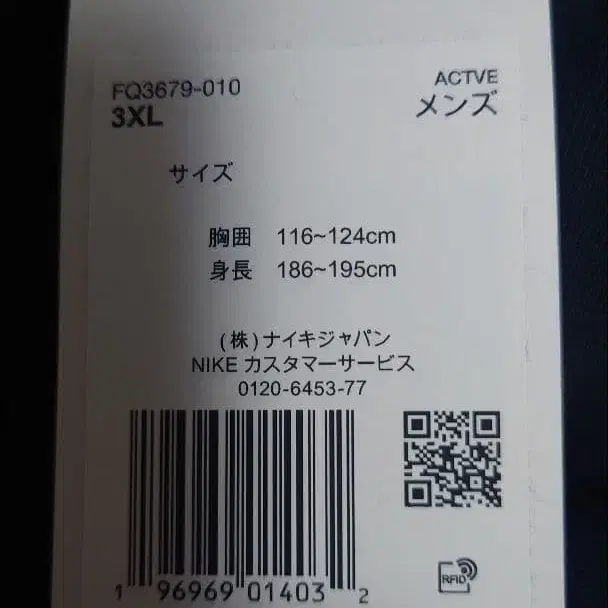 FQ3679-010
ACTVE
3XL
メンズ
サイズ
胸囲 116~124cm
身長 186~195cm
(株)ナイキジャパン
NIKE カスタマーサービス
0120-6453-77
1 96969 01403 2
RFID